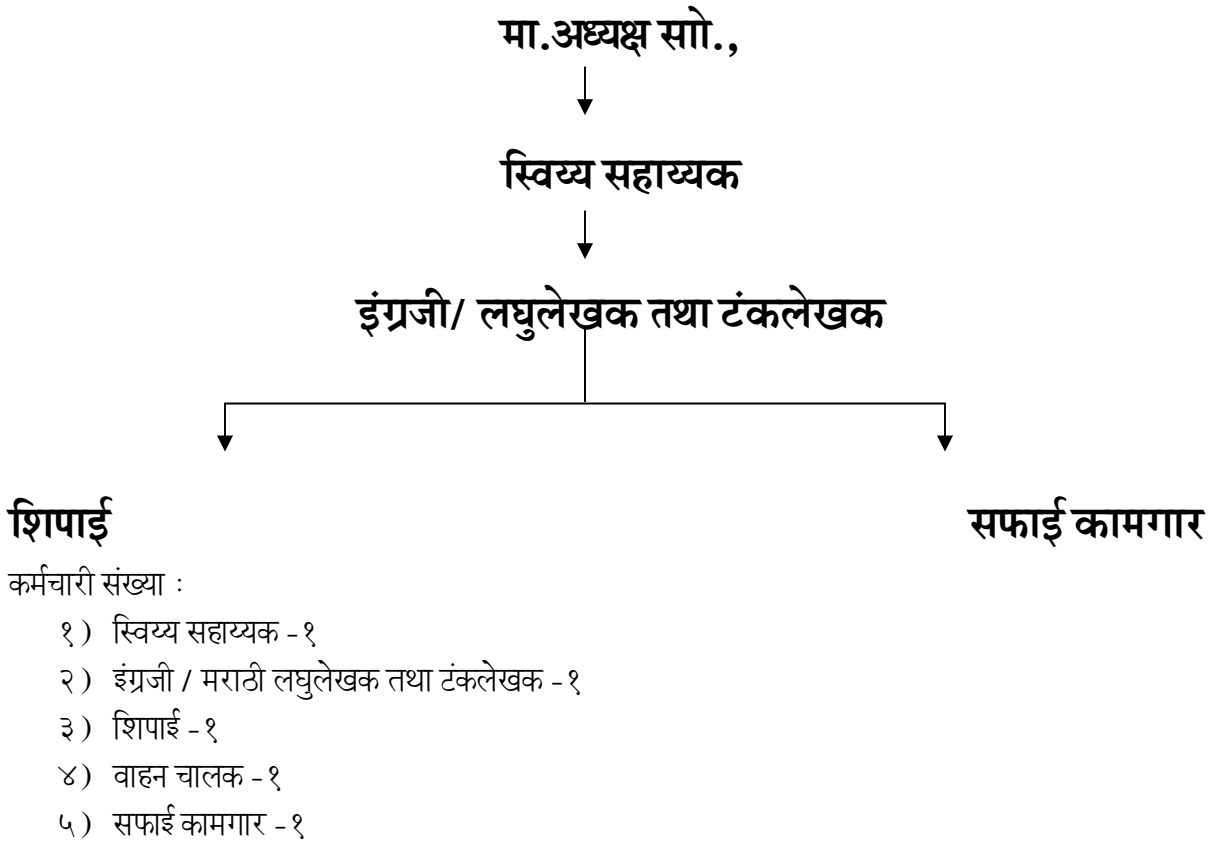 मा.अध्यक्ष साो.,
स्विय्य सहाय्यक
इंग्रजी/ लघुलेखक तथा टंकलेखक
शिपाई सफाई कामगार
कर्मचारी संख्या :
१) स्विय्य सहाय्यक -१
२) इंग्रजी / मराठी लघुलेखक तथा टंकलेखक -१
३) शिपाई -१
४) वाहन चालक -१
५) सफाई कामगार -१